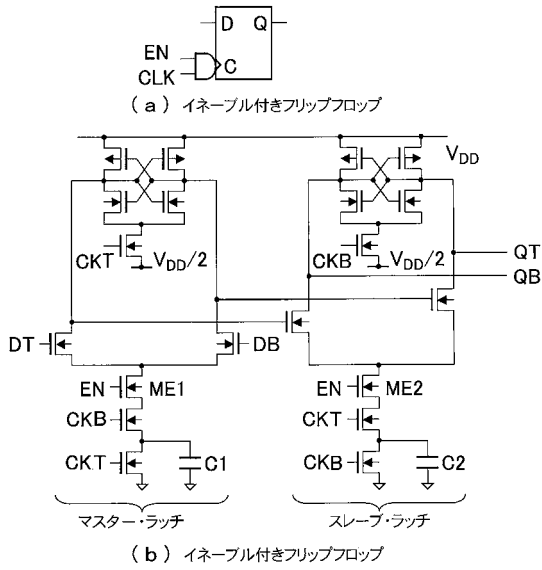 D Q
EN
CLK C
( a ) イネーブル付きフリップフロップ
VDD
CKT VDD/2 CKB VDD/2
QT
QB
DT DB
EN ME1 EN ME2
CKB CKT
CKT C1 CKB C2
マスター・ラッチ スレーブ・ラッチ
( b ) イネーブル付きフリップフロップ